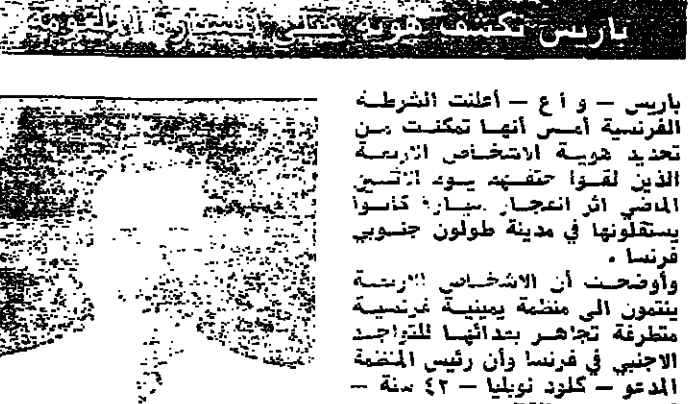 باريس تكشف هوية السيارة
باريس — و أ ع — أعلنت الشرطة
الفرنسية أمس أنها تمكنت من
تحديد هوية الاشخاص الاربعة
الذين لقوا حتفهم يوم الاثنين
الماضي اثر انفجار سيارة كانوا
يستقلونها في مدينة طولون جنوبي
فرنسا .
وأوضحت أن الاشخاص الاربعة
ينتمون الى منظمة يمينية فرنسية
متطرفة تجاهر بعدائها للتواجد
الاجنبي في فرنسا وأن رئيس المنظمة
المدعو — كلود نوبليا — ٤٢ سنة —